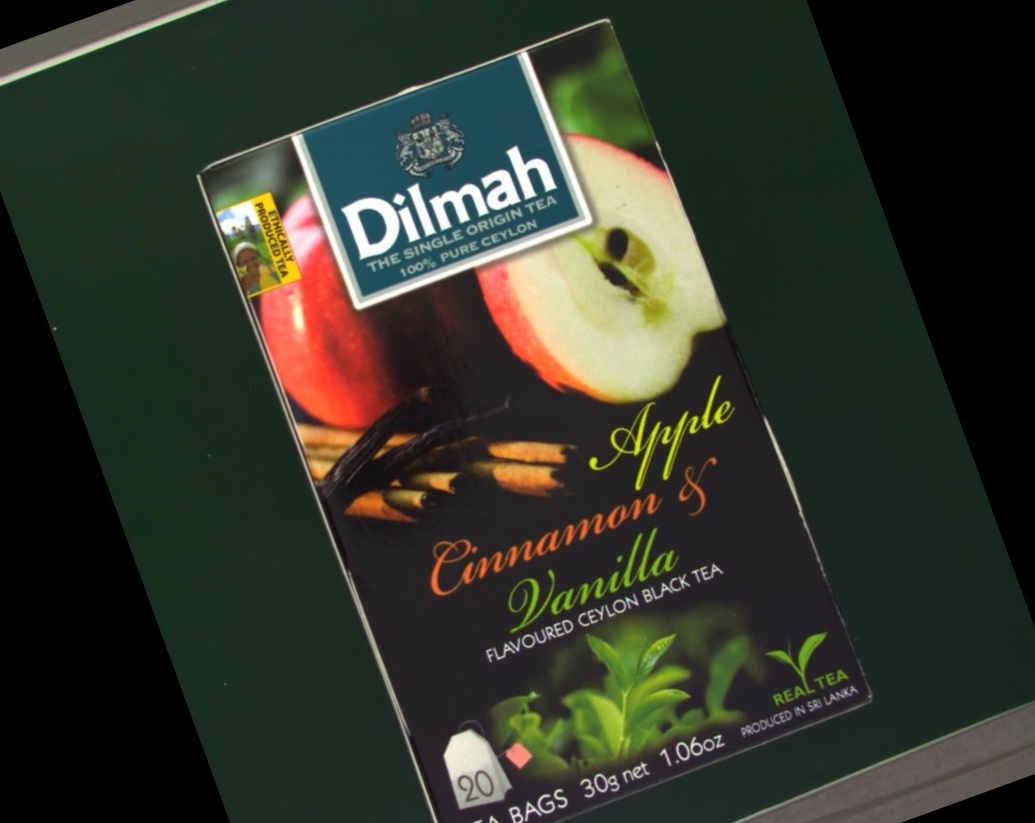 Dilmah
THE SINGLE ORIGIN TEA
100% PURE CEYLON
ETHICALLY
PRODUCED TEA
Apple
Cinnamon &
Vanilla
FLAVOURED CEYLON BLACK TEA
REAL TEA
PRODUCED IN SRI LANKA
20
BAGS 30g net 1.06oz